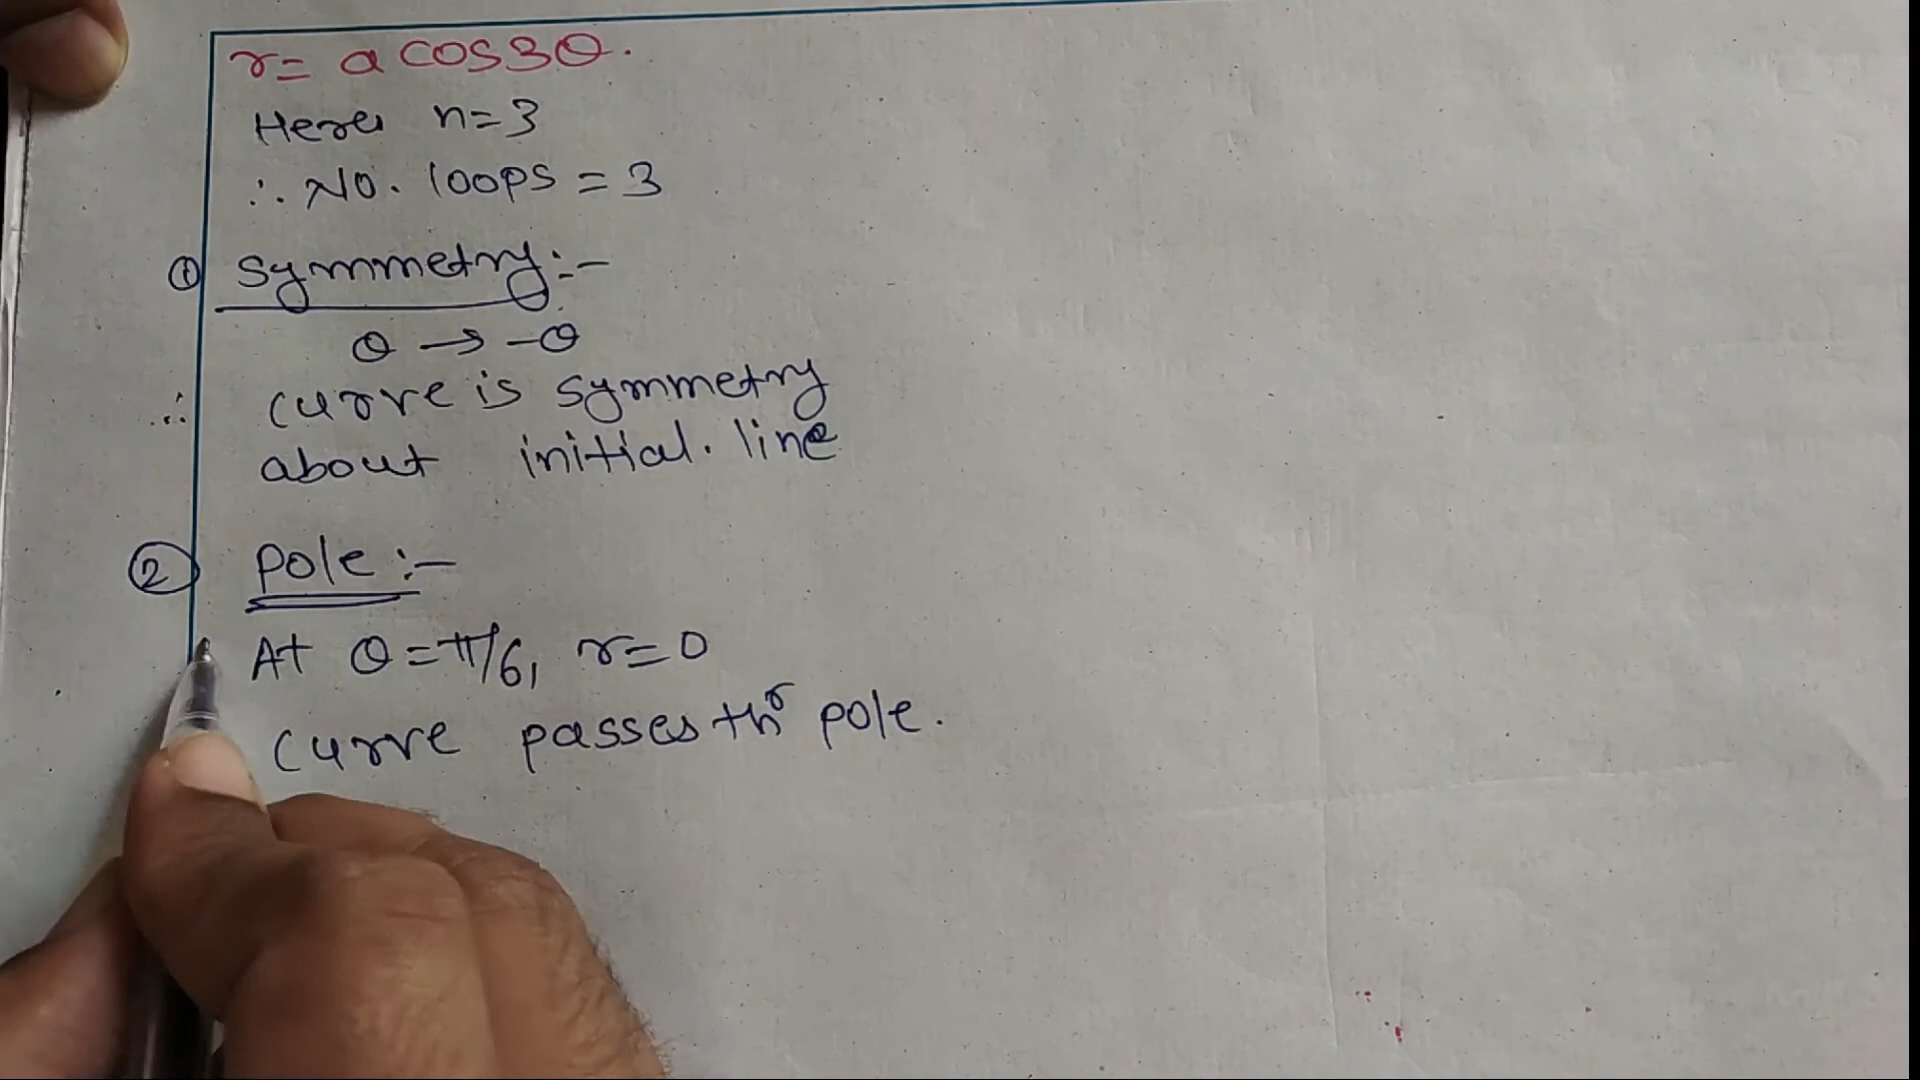 r = a cos3θ.
Here n=3
∴ No. loops = 3
① Symmetry :-
θ → -θ
∴ curve is symmetry
about initial. line
② Pole :-
At θ = π/6, r=0
curve passes thr pole.